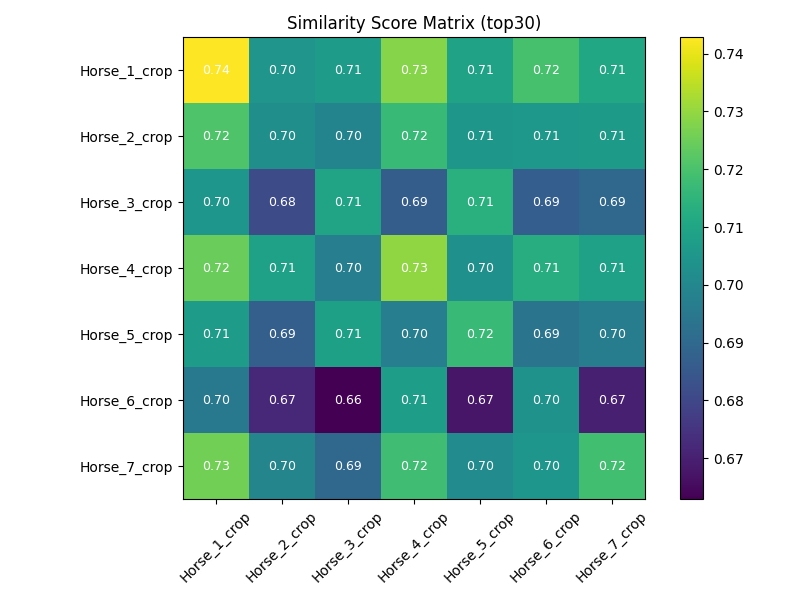 Similarity Score Matrix (top30)
Horse_1_crop 0.74 0.70 0.71 0.73 0.71 0.72 0.71
Horse_2_crop 0.72 0.70 0.70 0.72 0.71 0.71 0.71
Horse_3_crop 0.70 0.68 0.71 0.69 0.71 0.69 0.69
Horse_4_crop 0.72 0.71 0.70 0.73 0.70 0.71 0.71
Horse_5_crop 0.71 0.69 0.71 0.70 0.72 0.69 0.70
Horse_6_crop 0.70 0.67 0.66 0.71 0.67 0.70 0.67
Horse_7_crop 0.73 0.70 0.69 0.72 0.70 0.70 0.72
Horse_1_crop Horse_2_crop Horse_3_crop Horse_4_crop Horse_5_crop Horse_6_crop Horse_7_crop
0.74
0.73
0.72
0.71
0.70
0.69
0.68
0.67